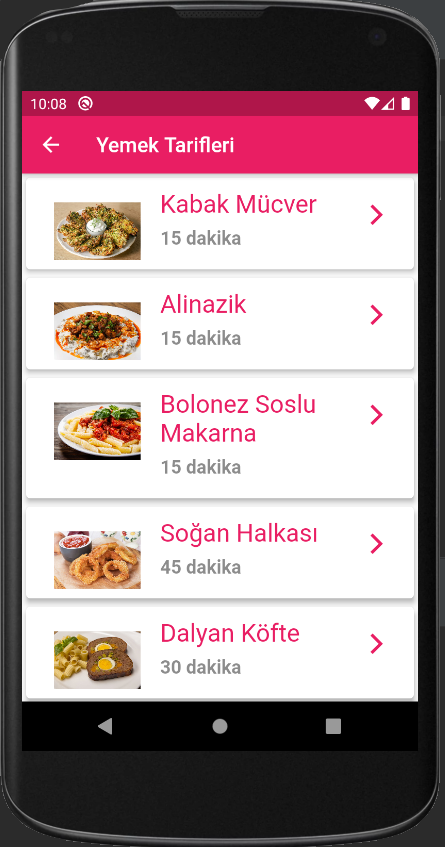 10:08
Yemek Tarifleri
Kabak Mücver
15 dakika
Alinazik
15 dakika
Bolonez Soslu
Makarna
15 dakika
Soğan Halkası
45 dakika
Dalyan Köfte
30 dakika